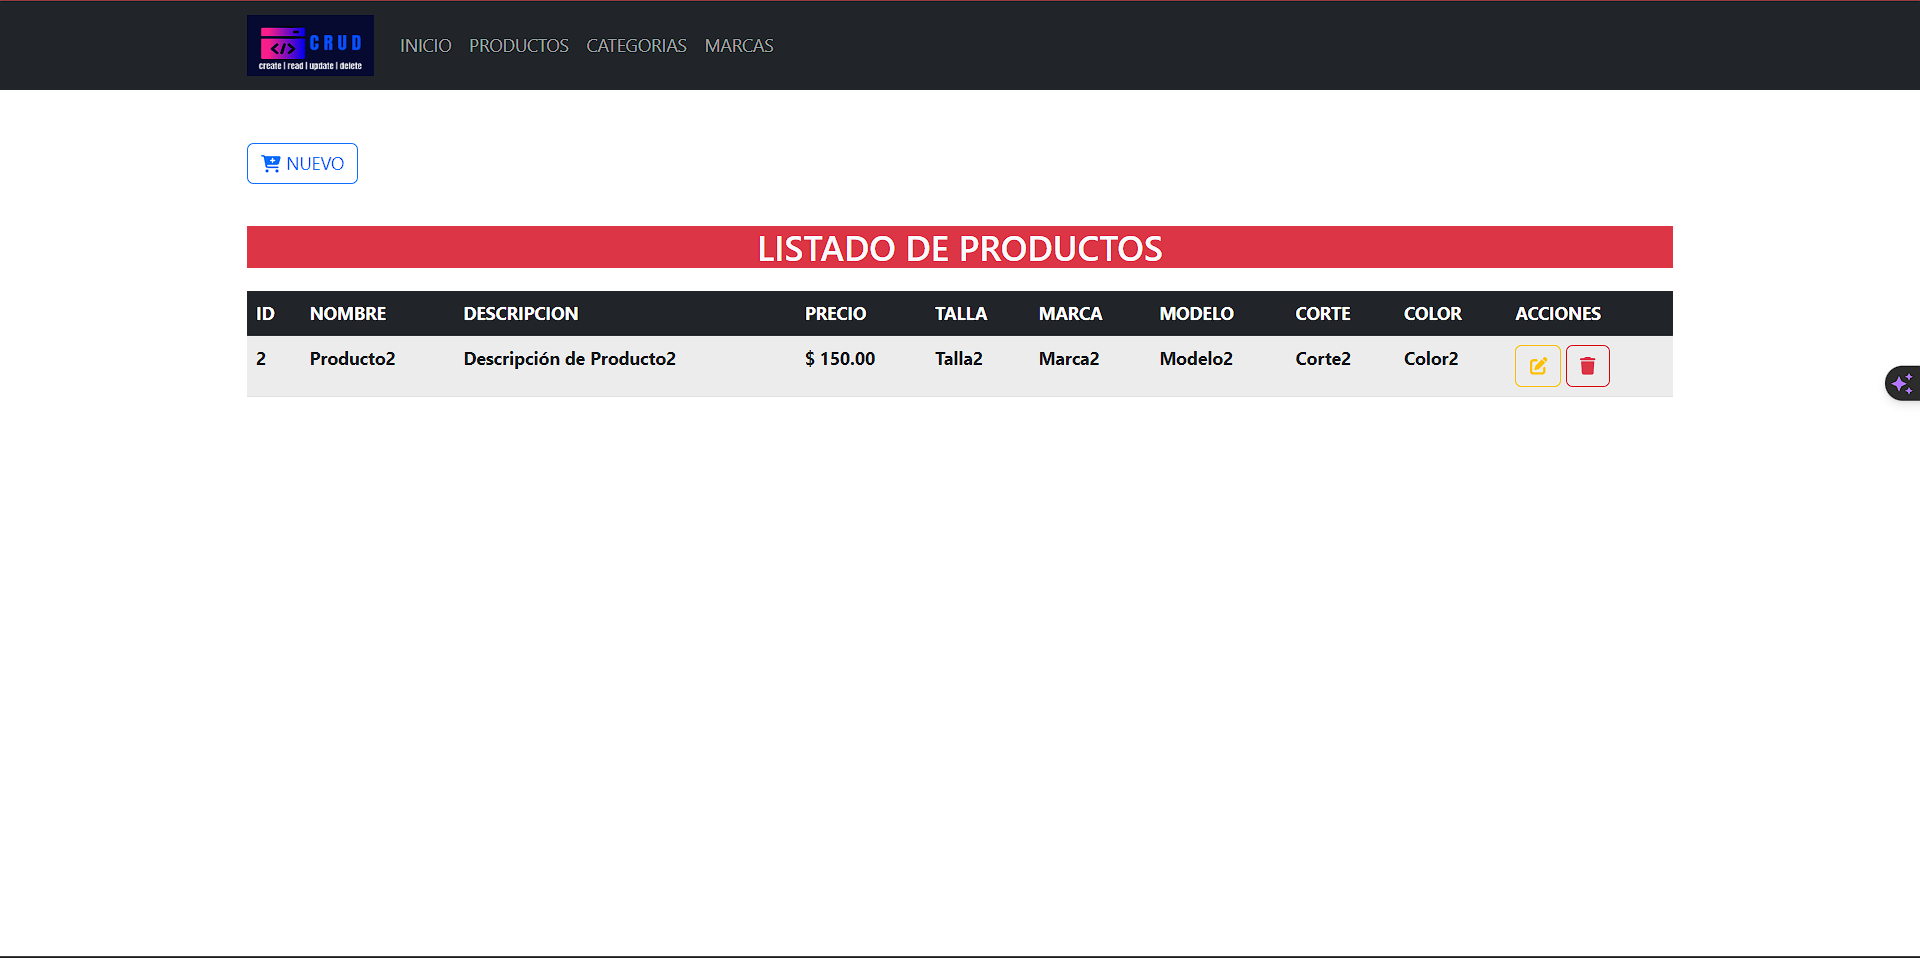 </> CRUD
create | read | update | delete
INICIO PRODUCTOS CATEGORIAS MARCAS
NUEVO
LISTADO DE PRODUCTOS
ID NOMBRE DESCRIPCION PRECIO TALLA MARCA MODELO CORTE COLOR ACCIONES
2 Producto2 Descripción de Producto2 $ 150.00 Talla2 Marca2 Modelo2 Corte2 Color2